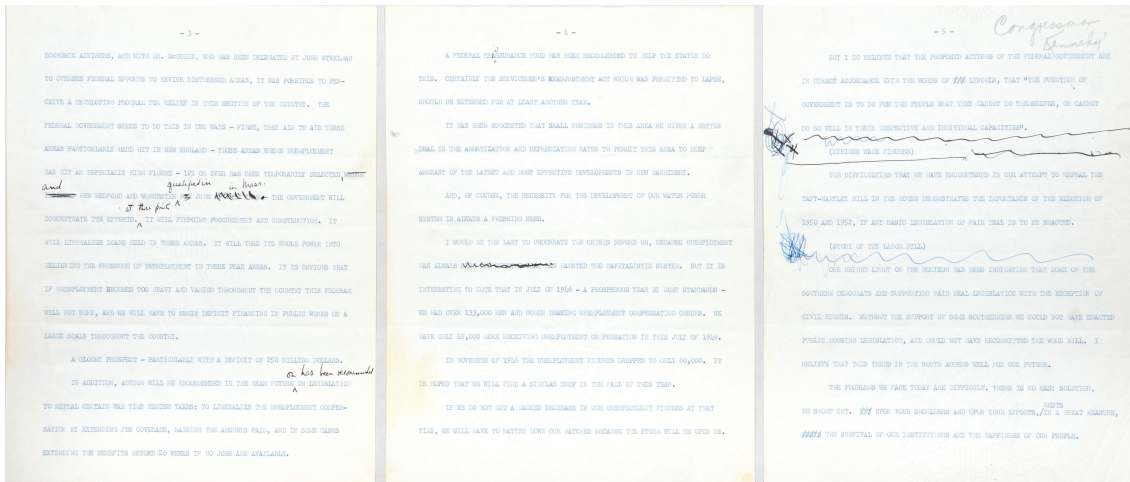 - 3 -
ECONOMIC ADVISERS, AND WITH MR. McGUIRE, WHO HAS BEEN DELEGATED BY JOHN STEELMAN
TO OVERSEE FEDERAL EFFORTS TO REVIVE DISTRESSED AREAS, IT WAS POSSIBLE TO PER-
CEIVE A DEVELOPING PROGRAM FOR RELIEF IN THIS SECTION OF THE COUNTRY. THE
FEDERAL GOVERNMENT SEEKS TO DO THIS IN TWO WAYS - FIRST, THEY AIM TO AID THESE
AREAS PARTICULARLY HARD HIT IN NEW ENGLAND - THOSE AREAS WHERE UNEMPLOYMENT
HAS HIT AN ESPECIALLY HIGH FIGURE - 12% OR OVER HAS BEEN TEMPORARILY SELECTED,
and NEW BEDFORD AND WORCESTER qualified in JUNE in Mass. THE GOVERNMENT WILL
CONCENTRATE ITS EFFORTS. at this point IT WILL PINPOINT PROCUREMENT AND CONSTRUCTION. IT
WILL LIBERALIZE LOANS HELD IN THESE AREAS. IT WILL TURN ITS WHOLE POWER INTO
RELIEVING THE PRESSURE OF UNEMPLOYMENT IN THESE PEAK AREAS. IT IS OBVIOUS THAT
IF UNEMPLOYMENT BECOMES TOO HEAVY AND VARIED THROUGHOUT THE COUNTRY THIS PROGRAM
WILL NOT WORK, AND WE WILL HAVE TO BEGIN DEFICIT FINANCING IN PUBLIC WORKS ON A
LARGE SCALE THROUGHOUT THE COUNTRY.
A GLOOMY PROSPECT - PARTICULARLY WITH A DEFICIT OF 250 BILLION DOLLARS.
or has been recommended
IN ADDITION, ACTION WILL BE RECOMMENDED IN THE NEAR FUTURE ON LEGISLATION
TO REPEAL CERTAIN WAR TIME EXCISE TAXES; TO LIBERALIZE THE UNEMPLOYMENT COMPEN-
SATION BY EXTENDING ITS COVERAGE, RAISING THE AMOUNTS PAID, AND IN SOME CASES
EXTENDING THE BENEFITS BEYOND 26 WEEKS IF NO JOBS ARE AVAILABLE.
- 4 -
A FEDERAL REASSURANCE FUND HAS BEEN RECOMMENDED TO HELP THE STATES DO
THIS. CERTAINLY THE SERVICEMEN'S READJUSTMENT ACT WHICH WAS PERMITTED TO LAPSE,
SHOULD BE EXTENDED FOR AT LEAST ANOTHER YEAR.
IT HAS BEEN SUGGESTED THAT SMALL BUSINESS IN THIS AREA BE GIVEN A BETTER
DEAL IN THE AMORTIZATION AND DEPRECIATION RATES TO PERMIT THIS AREA TO KEEP
ABREAST OF THE LATEST AND MOST EFFECTIVE DEVELOPMENTS IN NEW MACHINERY.
AND, OF COURSE, THE NECESSITY FOR THE DEVELOPMENT OF OUR WATER POWER
SYSTEM IS ALWAYS A PRESSING NEED.
I WOULD BE THE LAST TO UNDERRATE THE CRISIS BEFORE US, BECAUSE UNEMPLOYMENT
HAS ALWAYS HAUNTED THE CAPITALISTIC SYSTEM. BUT IT IS
INTERESTING TO NOTE THAT IN JULY OF 1946 - A PROSPEROUS YEAR BY MOST STANDARDS -
WE HAD OVER 133,000 MEN AND WOMEN DRAWING UNEMPLOYMENT COMPENSATION CHECKS. WE
HAVE ONLY 42,000 MORE RECEIVING UNEMPLOYMENT COMPENSATION IN THIS JULY OF 1949.
IN NOVEMBER OF 1946 THE UNEMPLOYMENT FIGURES DROPPED TO ONLY 60,000. IT
IS HOPED THAT WE WILL FIND A SIMILAR DROP IN THE FALL OF THIS YEAR.
IF WE DO NOT GET A MARKED DECREASE IN OUR UNEMPLOYMENT FIGURES AT THAT
TIME, WE WILL HAVE TO BATTEN DOWN OUR HATCHES BECAUSE THE STORM WILL BE UPON US.
- 5 -
Congressman
Kennedy
BUT I DO BELIEVE THAT THE PROPOSED ACTIONS OF THE FEDERAL GOVERNMENT ARE
IN DIRECT ACCORDANCE WITH THE WORDS OF LINCOLN, THAT "THE FUNCTION OF
GOVERNMENT IS TO DO FOR THE PEOPLE WHAT THEY CANNOT DO THEMSELVES, OR CANNOT
DO SO WELL IN THEIR RESPECTIVE AND INDIVIDUAL CAPACITIES".
(MINIMUM WAGE FIGURES)
THE DIFFICULTIES THAT WE HAVE ENCOUNTERED IN OUR ATTEMPT TO REPEAL THE
TAFT-HARTLEY BILL IN THE HOUSE DEMONSTRATES THE IMPORTANCE OF THE ELECTION OF
1950 AND 1952, IF ANY BASIC LEGISLATION OF FAIR DEAL IS TO BE ENACTED.
(STORY OF THE LABOR BILL)
ONE BRIGHT LIGHT ON THE HORIZON HAS BEEN INDICATION THAT MORE OF THE
SOUTHERN DEMOCRATS ARE SUPPORTING FAIR DEAL LEGISLATION WITH THE EXCEPTION OF
CIVIL RIGHTS. WITHOUT THE SUPPORT OF SOME SOUTHERNERS WE COULD NOT HAVE ENACTED
PUBLIC HOUSING LEGISLATION, AND COULD NOT HAVE RECOMMITTED THE WOOD BILL. I
BELIEVE THAT THIS TREND IN THE SOUTH AUGERS WELL FOR OUR FUTURE.
THE PROBLEMS WE FACE TODAY ARE DIFFICULT. THERE IS NO EASY SOLUTION,
NO SHORT CUT. UPON YOUR SHOULDERS AND UPON YOUR EFFORTS, RESTS IN A GREAT MEASURE,
THE SURVIVAL OF OUR INSTITUTIONS AND THE HAPPINESS OF OUR PEOPLE.